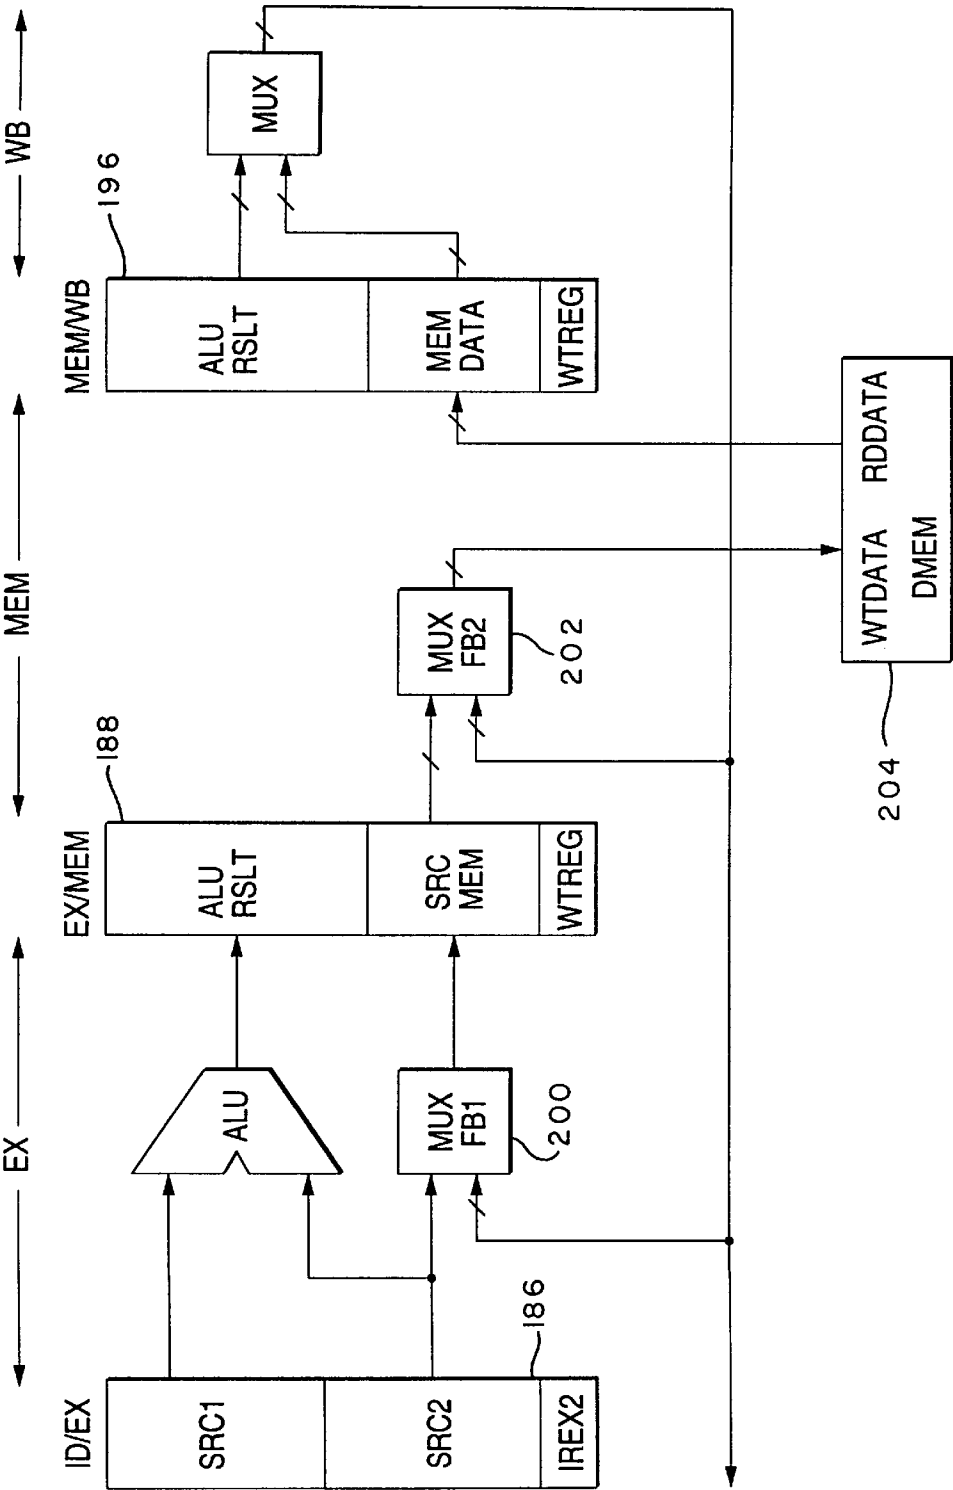 EX
MEM
WB
ID/EX
EX/MEM
MEM/WB
188
196
SRC1
ALU
ALU
RSLT
ALU
RSLT
MUX
SRC2
MUX
FB1
SRC
MEM
MUX
FB2
MEM
DATA
186
200
202
IREX2
WTREG
WTREG
204
WTDATA
RDDATA
DMEM